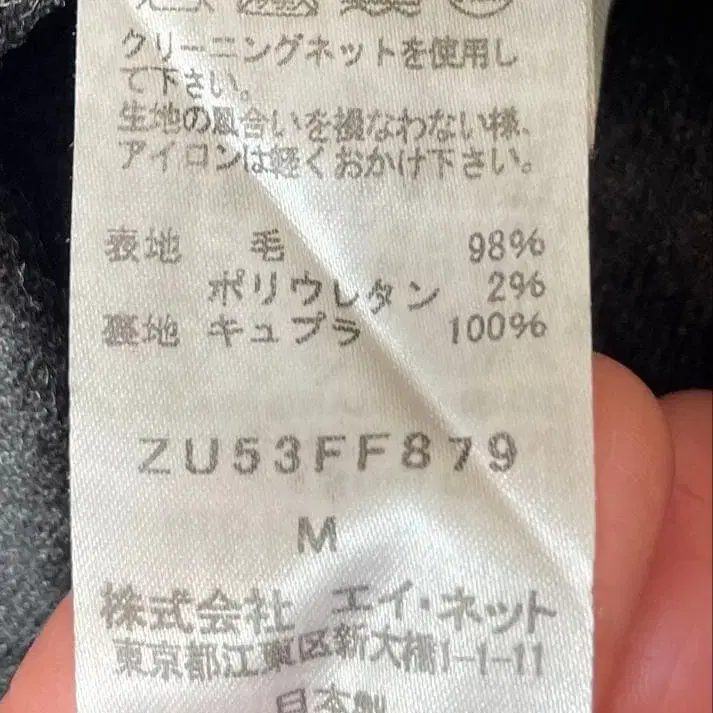 クリーニングネットを使用し
て下さい。
生地の風合いを損なわない様、
アイロンは軽くおかけ下さい。
表地 毛 98%
ポリウレタン 2%
裏地 キュプラ 100%
ZU53FF879
M
株式会社 エイ・ネット
東京都江東区新大橋1-1-11
日本製